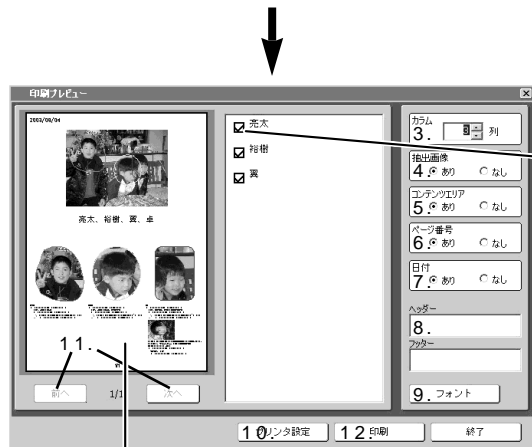 印刷プレビュー
2003/08/04
亮太、裕樹、翼、卓
11.
前へ 1/1 次へ
亮太
裕樹
翼
カラム
3. 3 列
抽出画像
4. あり なし
コンテンツエリア
5. あり なし
ページ番号
6. あり なし
日付
7. あり なし
ヘッダー
8.
フッター
9. フォント
10. プリンタ設定
12 印刷
終了